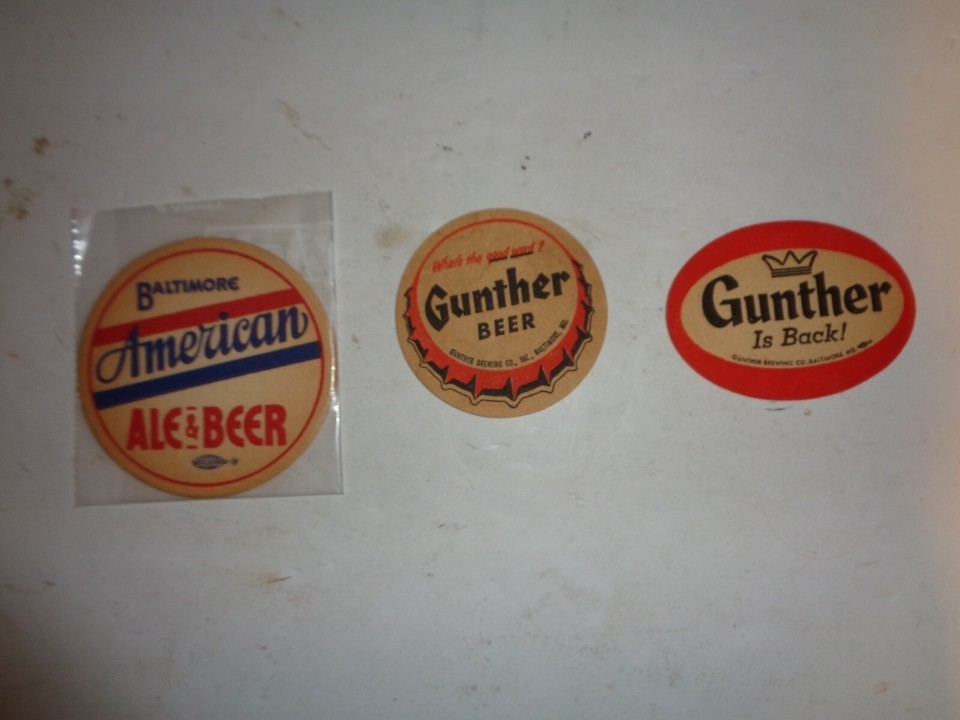 BALTIMORE
American
ALE & BEER
What's the good word?
Gunther
BEER
GUNTHER BREWING CO., INC., BALTIMORE, MD.
Gunther
Is Back!
GUNTHER BREWING CO., BALTIMORE, MD.